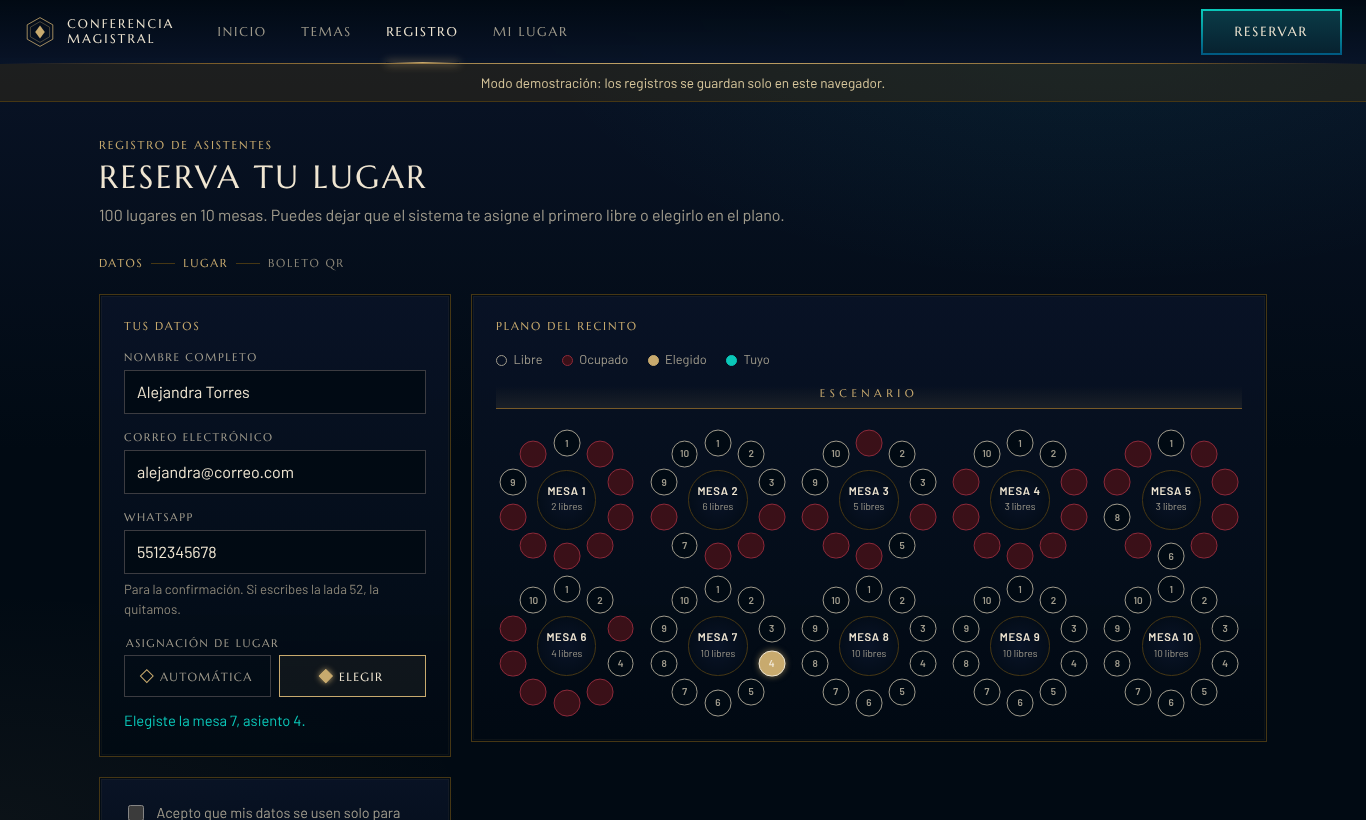 CONFERENCIA
MAGISTRAL
INICIO
TEMAS
REGISTRO
MI LUGAR
RESERVAR
Modo demostración: los registros se guardan solo en este navegador.
REGISTRO DE ASISTENTES
RESERVA TU LUGAR
100 lugares en 10 mesas. Puedes dejar que el sistema te asigne el primero libre o elegirlo en el plano.
DATOS
LUGAR
BOLETO QR
TUS DATOS
NOMBRE COMPLETO
Alejandra Torres
CORREO ELECTRÓNICO
alejandra@correo.com
WHATSAPP
5512345678
Para la confirmación. Si escribes la lada 52, la
quitamos.
ASIGNACIÓN DE LUGAR
AUTOMÁTICA
ELEGIR
Elegiste la mesa 7, asiento 4.
Acepto que mis datos se usen solo para
PLANO DEL RECINTO
Libre
Ocupado
Elegido
Tuyo
ESCENARIO
1
9
MESA 1
2 libres
1
10
2
9
3
MESA 2
6 libres
7
10
2
9
3
MESA 3
5 libres
5
1
10
2
MESA 4
3 libres
1
MESA 5
3 libres
8
6
1
10
2
MESA 6
4 libres
4
1
10
2
9
3
MESA 7
10 libres
8
4
7
5
6
1
10
2
9
3
MESA 8
10 libres
8
4
7
5
6
1
10
2
9
3
MESA 9
10 libres
8
4
7
5
6
1
10
2
9
3
MESA 10
10 libres
8
4
7
5
6